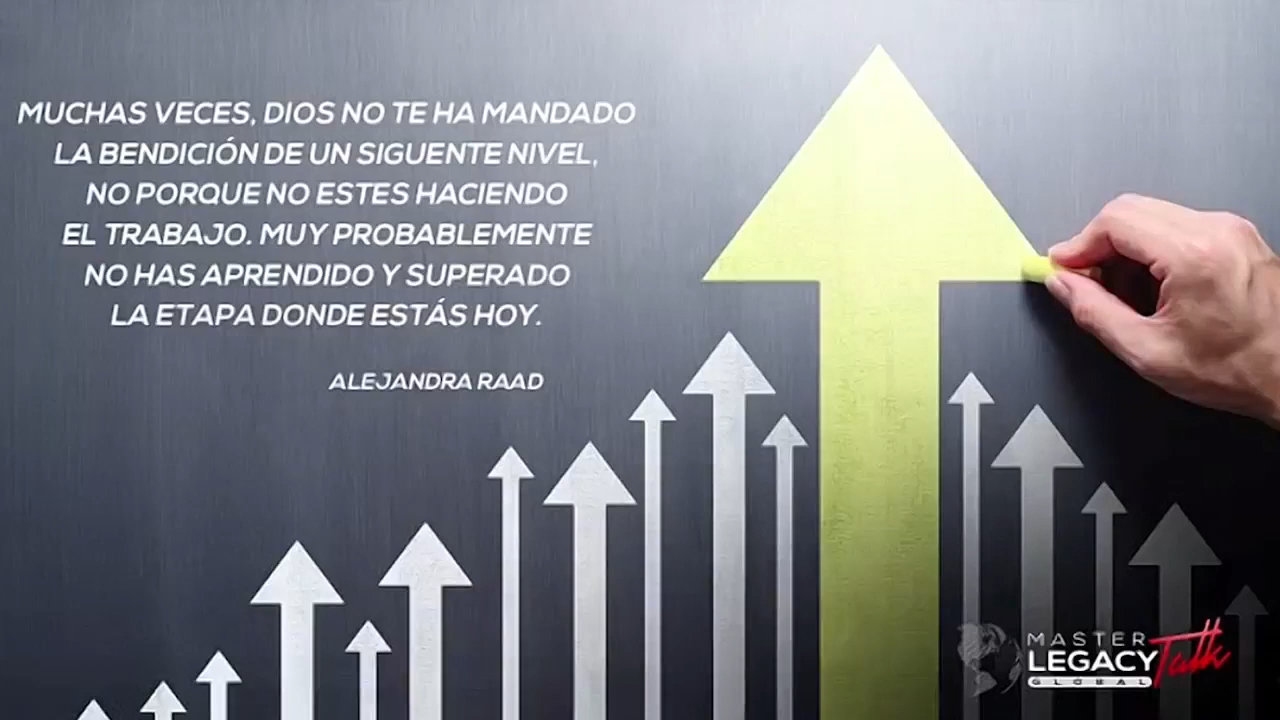 MUCHAS VECES, DIOS NO TE HA MANDADO
LA BENDICIÓN DE UN SIGUENTE NIVEL,
NO PORQUE NO ESTES HACIENDO
EL TRABAJO. MUY PROBABLEMENTE
NO HAS APRENDIDO Y SUPERADO
LA ETAPA DONDE ESTÁS HOY.
ALEJANDRA RAAD
MASTER
LEGACY Talk
GLOBAL